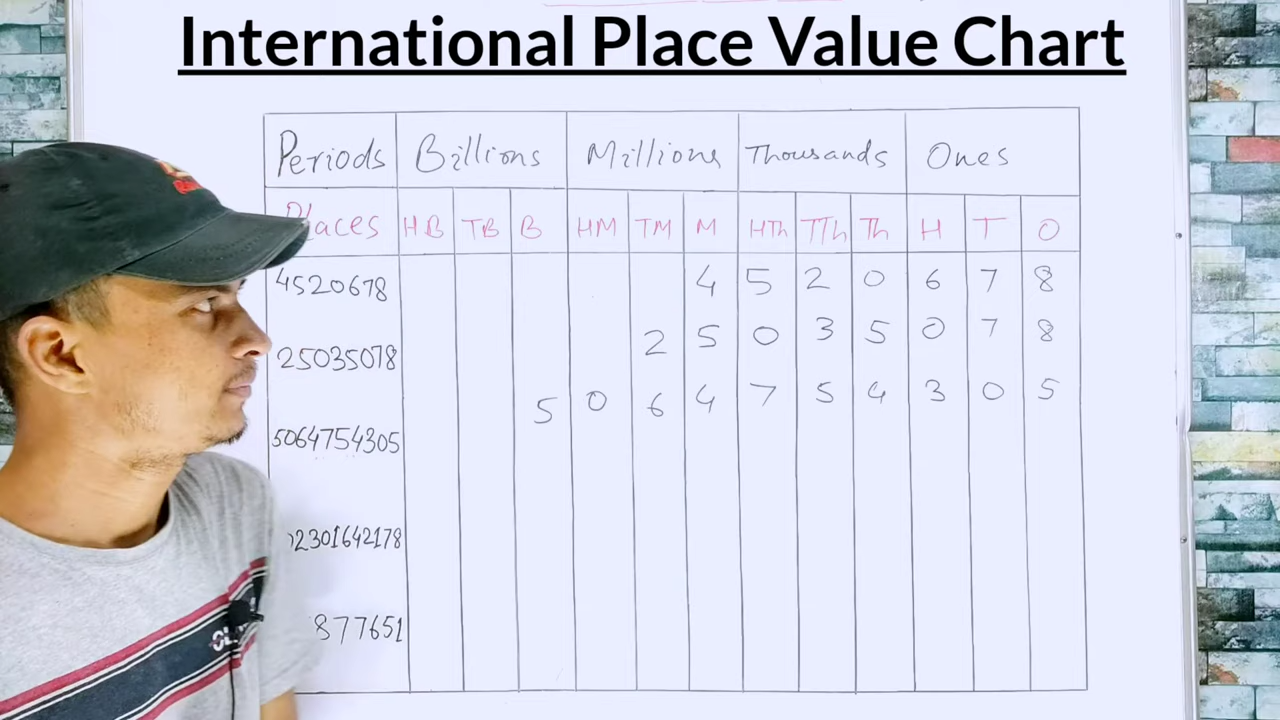 International Place Value Chart
Periods Billions Millions Thousands Ones
Places HB TB B HM TM M HTh TTh Th H T O
4520678 4 5 2 0 6 7 8
25035078 2 5 0 3 5 0 7 8
5064754305 5 0 6 4 7 5 4 3 0 5
02301642178
877651